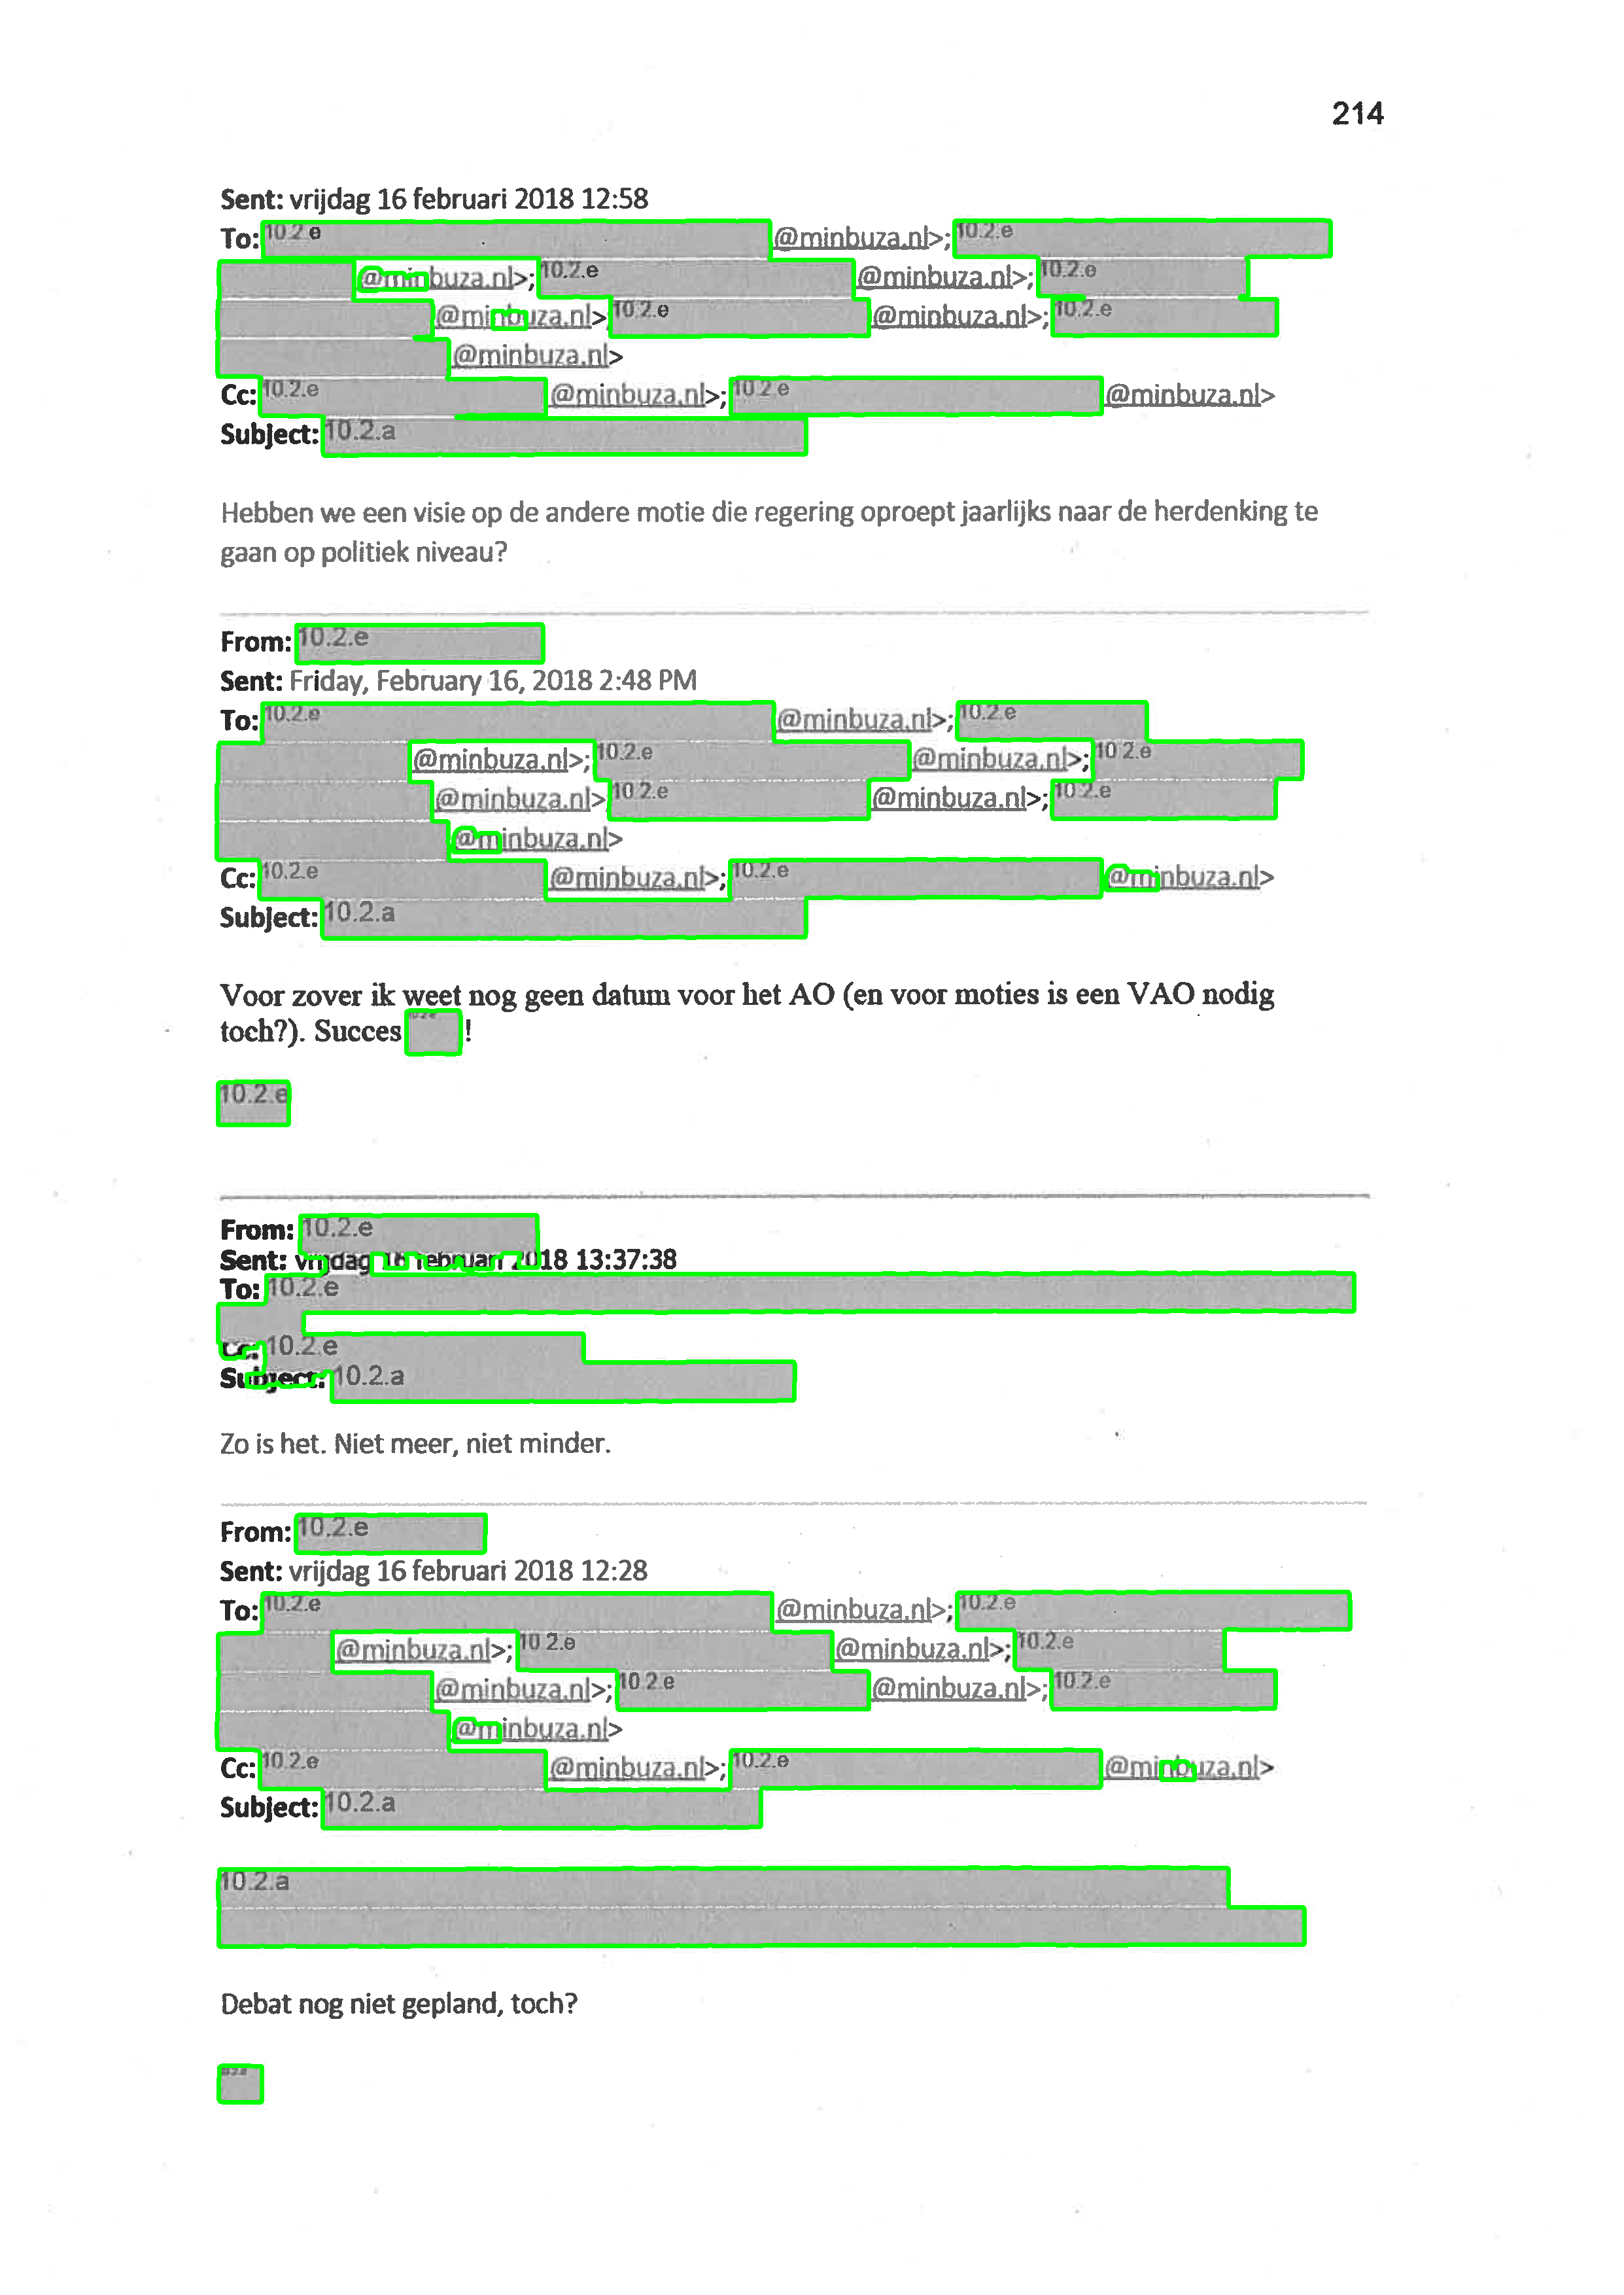 214
Sent: vrijdag 16 februari 2018 12:58
To: 10.2 e @minbuza.nl>; 10.2.e
@minbuza.nl>; 10.2.e @minbuza.nl>; 10.2.e
@minbuza.nl> 10.2.e @minbuza.nl>; 10.2.e
@minbuza.nl>
Cc: 10.2.e @minbuza.nl>; 10 2 e @minbuza.nl>
Subject: 10.2.a
Hebben we een visie op de andere motie die regering oproept jaarlijks naar de herdenking te
gaan op politiek niveau?
From: 10.2.e
Sent: Friday, February 16, 2018 2:48 PM
To: 10.2.e @minbuza.nl>; 10.2.e
@minbuza.nl>; 10.2.e @minbuza.nl>; 10 2.e
@minbuza.nl> 10 2.e @minbuza.nl>; 10 2.e
@minbuza.nl>
Cc: 10.2.e @minbuza.nl>; 10.2.e @minbuza.nl>
Subject: 10.2.a
Voor zover ik weet nog geen datum voor het AO (en voor moties is een VAO nodig
toch?). Succes !
10.2.e
From: 10.2.e
Sent: vrijdag 16 februari 2018 13:37:38
To: 10.2.e
Cc: 10.2.e
Subject: 10.2.a
Zo is het. Niet meer, niet minder.
From: 10.2.e
Sent: vrijdag 16 februari 2018 12:28
To: 10.2.e @minbuza.nl>; 10.2.e
@minbuza.nl>; 10 2.e @minbuza.nl>; 10.2.e
@minbuza.nl>; 10 2 e @minbuza.nl>; 10.2.e
@minbuza.nl>
Cc: 10.2.e @minbuza.nl>; 10.2.e @minbuza.nl>
Subject: 10.2.a
10.2.a
Debat nog niet gepland, toch?